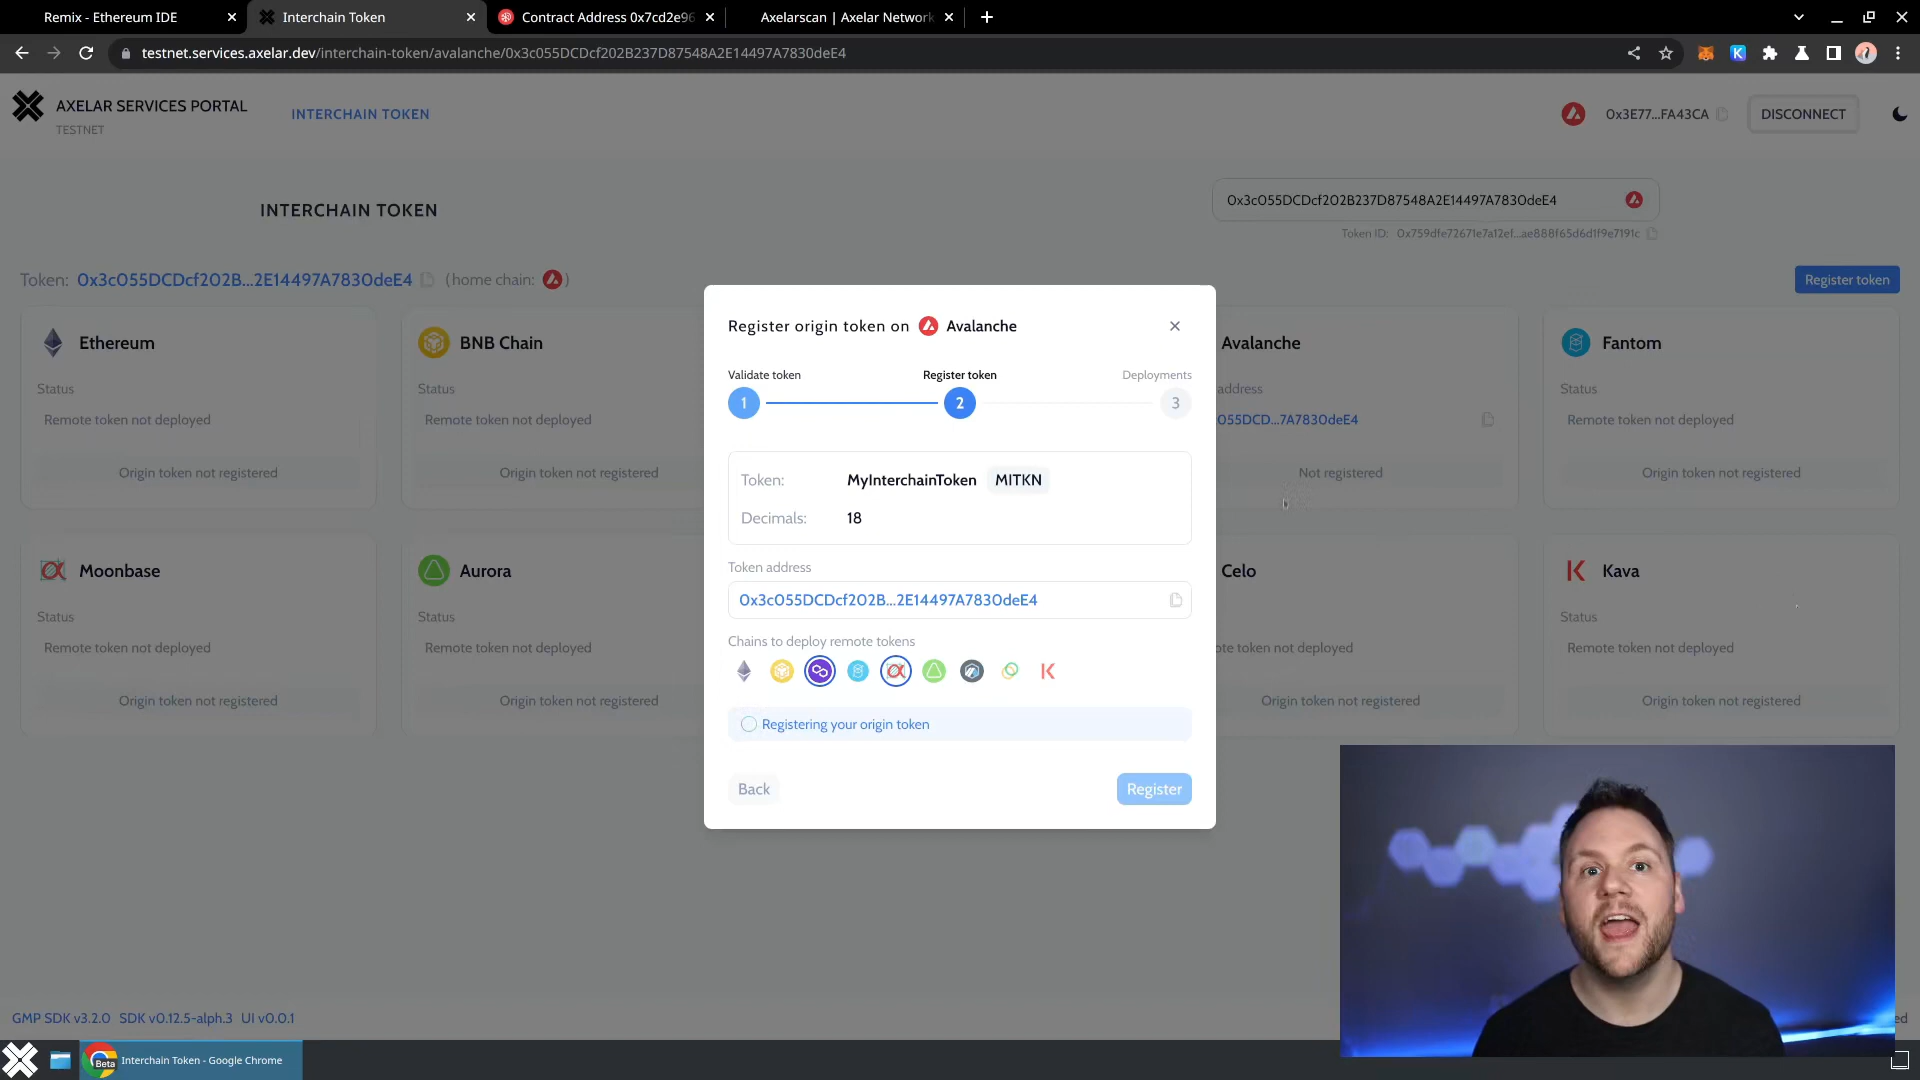 Remix - Ethereum IDE
Interchain Token
Contract Address 0x7cd2e96
Axelarscan | Axelar Network
testnet.services.axelar.dev/interchain-token/avalanche/0x3c055DCDcf202B237D87548A2E14497A7830deE4
AXELAR SERVICES PORTAL
TESTNET
INTERCHAIN TOKEN
0x3E77...FA43CA
DISCONNECT
INTERCHAIN TOKEN
0x3c055DCDcf202B237D87548A2E14497A7830deE4
Token ID: 0x759dfe72671e7a12ef...ae888f65d6d1f9e7191c
Token: 0x3c055DCDcf202B...2E14497A7830deE4 (home chain: )
Register token
Ethereum
Status
Remote token not deployed
Origin token not registered
BNB Chain
Status
Remote token not deployed
Origin token not registered
Avalanche
address
055DCD...7A7830deE4
Not registered
Fantom
Status
Remote token not deployed
Origin token not registered
Register origin token on Avalanche
Validate token
Register token
Deployments
1
2
3
Token: MyInterchainToken MITKN
Decimals: 18
Token address
0x3c055DCDcf202B...2E14497A7830deE4
Chains to deploy remote tokens
Registering your origin token
Back
Register
Moonbase
Status
Remote token not deployed
Origin token not registered
Aurora
Status
Remote token not deployed
Origin token not registered
Celo
ote token not deployed
Origin token not registered
Kava
Status
Remote token not deployed
Origin token not registered
GMP SDK v3.2.0 SDK v0.12.5-alph.3 UI v0.0.1
ed
Beta
Interchain Token - Google Chrome